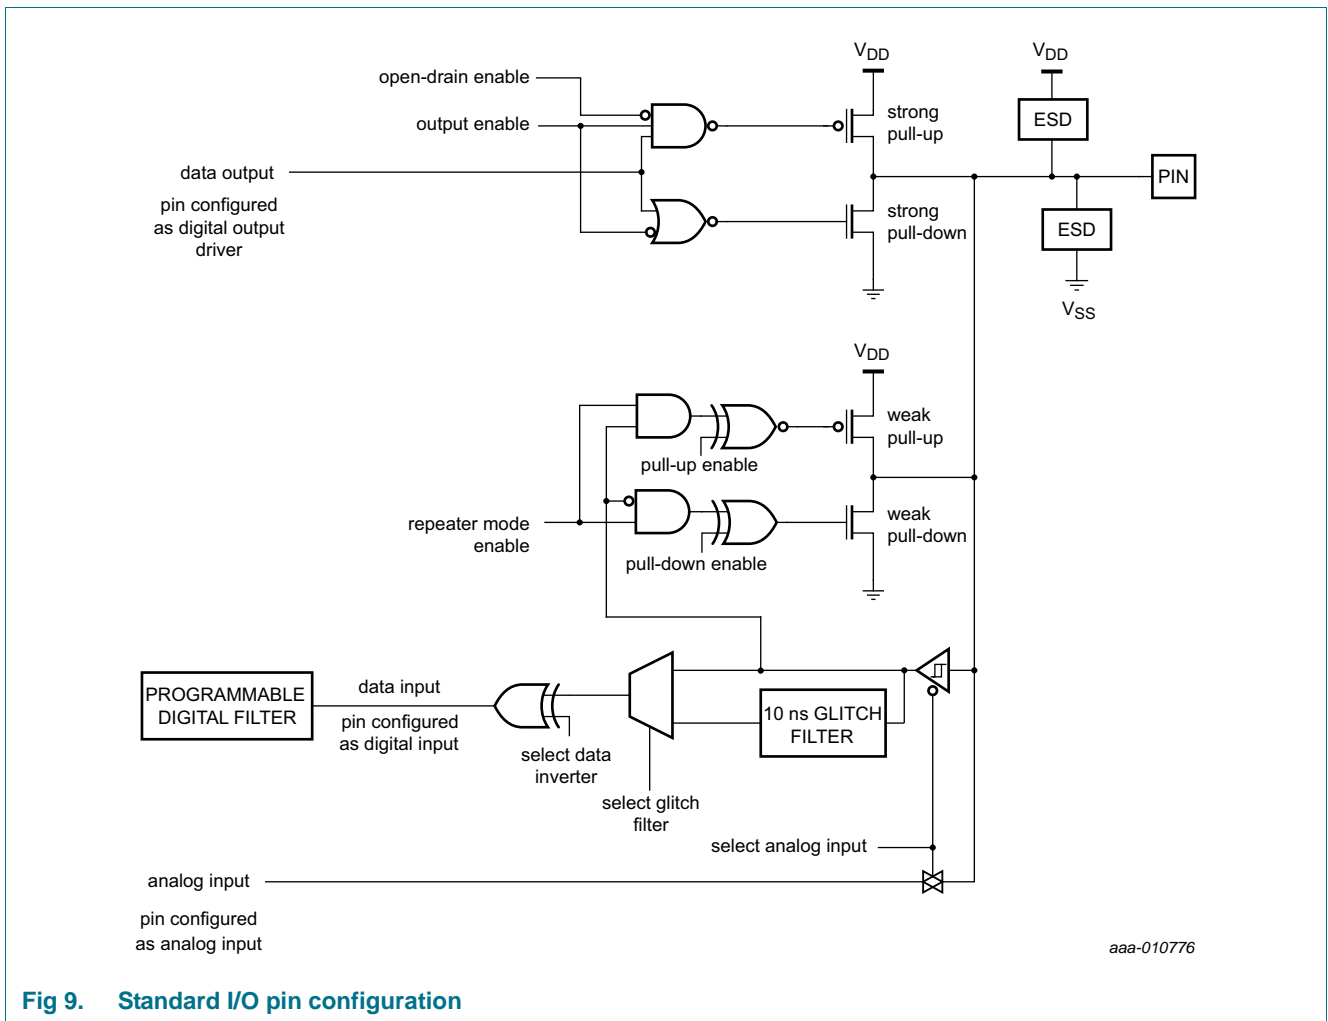 VDD
VDD
open-drain enable
strong
pull-up
ESD
output enable
data output
PIN
pin configured
as digital output
driver
strong
pull-down
ESD
VSS
VDD
weak
pull-up
pull-up enable
repeater mode
enable
weak
pull-down
pull-down enable
PROGRAMMABLE
DIGITAL FILTER
data input
pin configured
as digital input
10 ns GLITCH
FILTER
select data
inverter
select glitch
filter
select analog input
analog input
pin configured
as analog input
aaa-010776
Fig 9. Standard I/O pin configuration